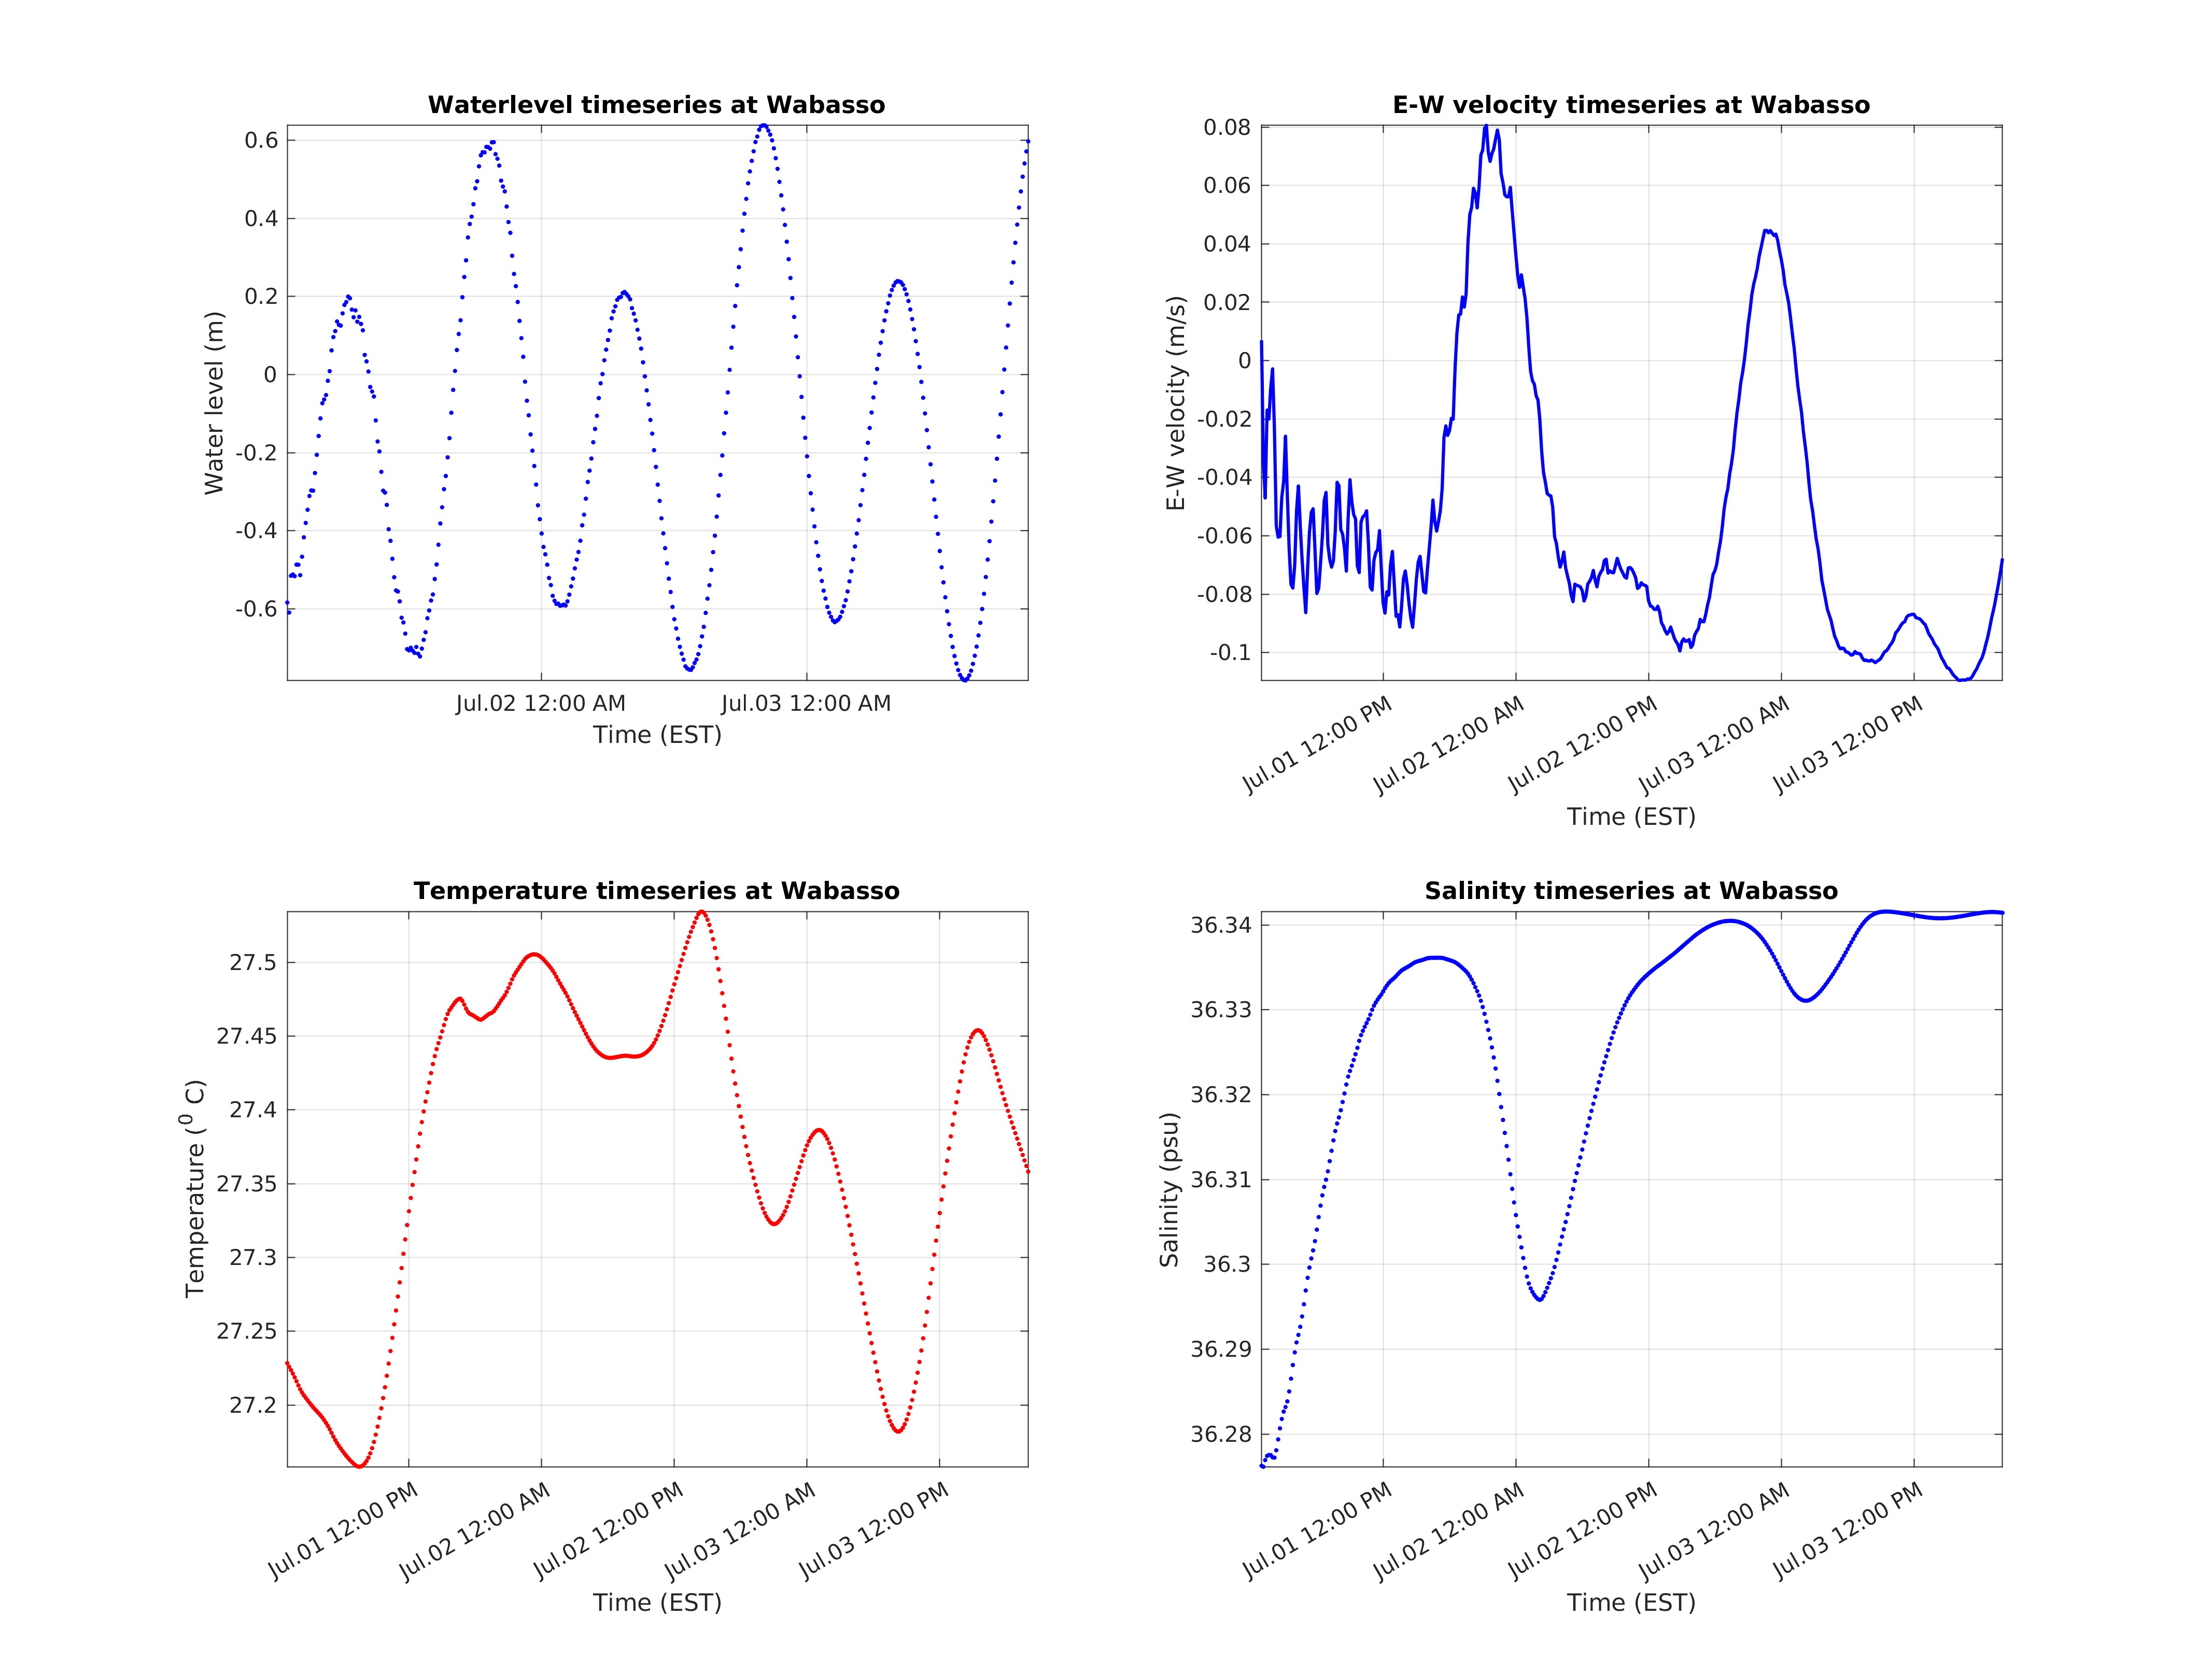 Waterlevel timeseries at Wabasso
0.6
0.4
0.2
0
-0.2
-0.4
-0.6
Water level (m)
Jul.02 12:00 AM
Jul.03 12:00 AM
Time (EST)
E-W velocity timeseries at Wabasso
0.08
0.06
0.04
0.02
0
-0.02
-0.04
-0.06
-0.08
-0.1
E-W velocity (m/s)
Jul.01 12:00 PM
Jul.02 12:00 AM
Jul.02 12:00 PM
Jul.03 12:00 AM
Jul.03 12:00 PM
Time (EST)
Temperature timeseries at Wabasso
27.5
27.45
27.4
27.35
27.3
27.25
27.2
Temperature (⁰ C)
Jul.01 12:00 PM
Jul.02 12:00 AM
Jul.02 12:00 PM
Jul.03 12:00 AM
Jul.03 12:00 PM
Time (EST)
Salinity timeseries at Wabasso
36.34
36.33
36.32
36.31
36.3
36.29
36.28
Salinity (psu)
Jul.01 12:00 PM
Jul.02 12:00 AM
Jul.02 12:00 PM
Jul.03 12:00 AM
Jul.03 12:00 PM
Time (EST)